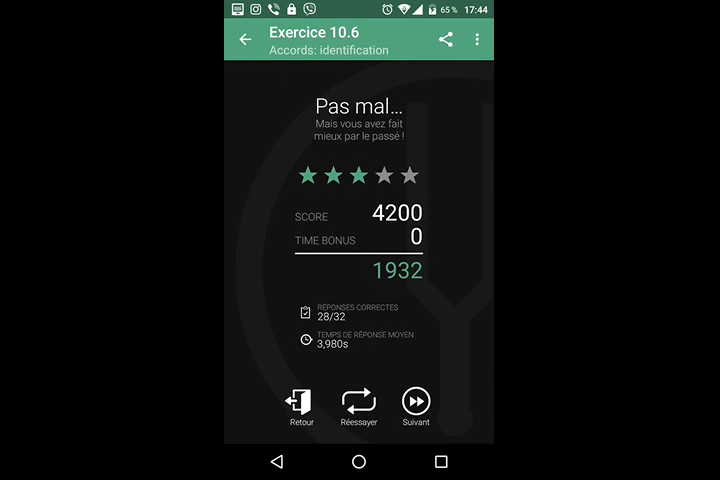 65 % 17:44
Exercice 10.6
Accords: identification
Pas mal...
Mais vous avez fait
mieux par le passé !
SCORE 4200
TIME BONUS 0
1932
RÉPONSES CORRECTES
28/32
TEMPS DE RÉPONSE MOYEN
3,980s
Retour Réessayer Suivant